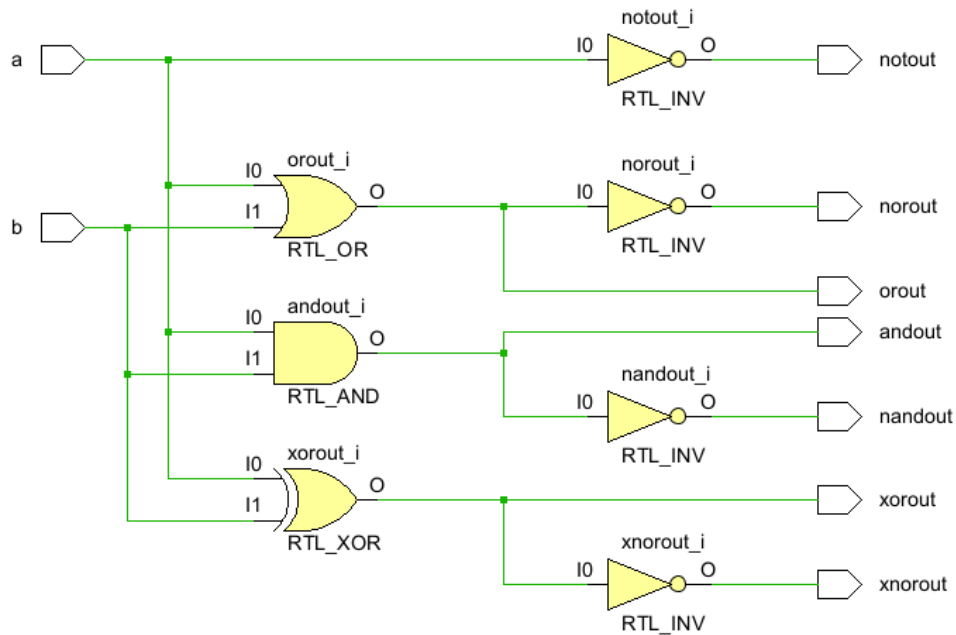 notout_i
a
I0
O
notout
RTL_INV
orout_i
norout_i
I0
O
I0
O
norout
I1
b
RTL_OR
RTL_INV
orout
andout_i
I0
O
andout
I1
nandout_i
RTL_AND
I0
O
nandout
xorout_i
RTL_INV
I0
O
xorout
I1
RTL_XOR
xnorout_i
I0
O
xnorout
RTL_INV